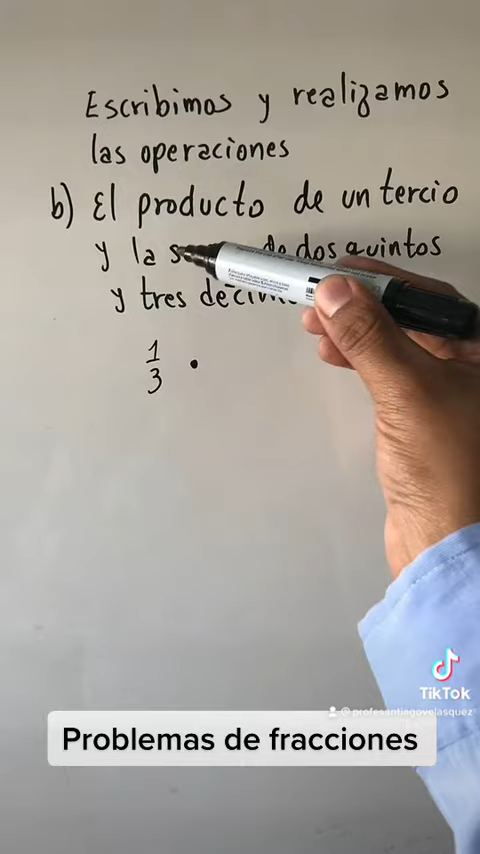 Escribimos y realizamos
las operaciones
b) El producto de un tercio
y la de dos quintos
y tres
1
3 •
TikTok
@profesantiagovelasquez
Problemas de fracciones